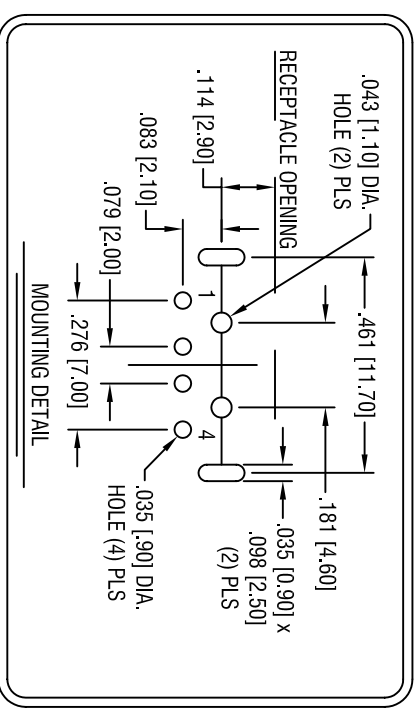 .043 [1.10] DIA.
HOLE (2) PLS
.461 [11.70]
.181 [4.60]
RECEPTACLE OPENING
.114 [2.90]
.035 [0.90] x
.098 [2.50]
(2) PLS
1
4
.083 [2.10]
.079 [2.00]
.035 [.90] DIA.
HOLE (4) PLS
.276 [7.00]
MOUNTING DETAIL